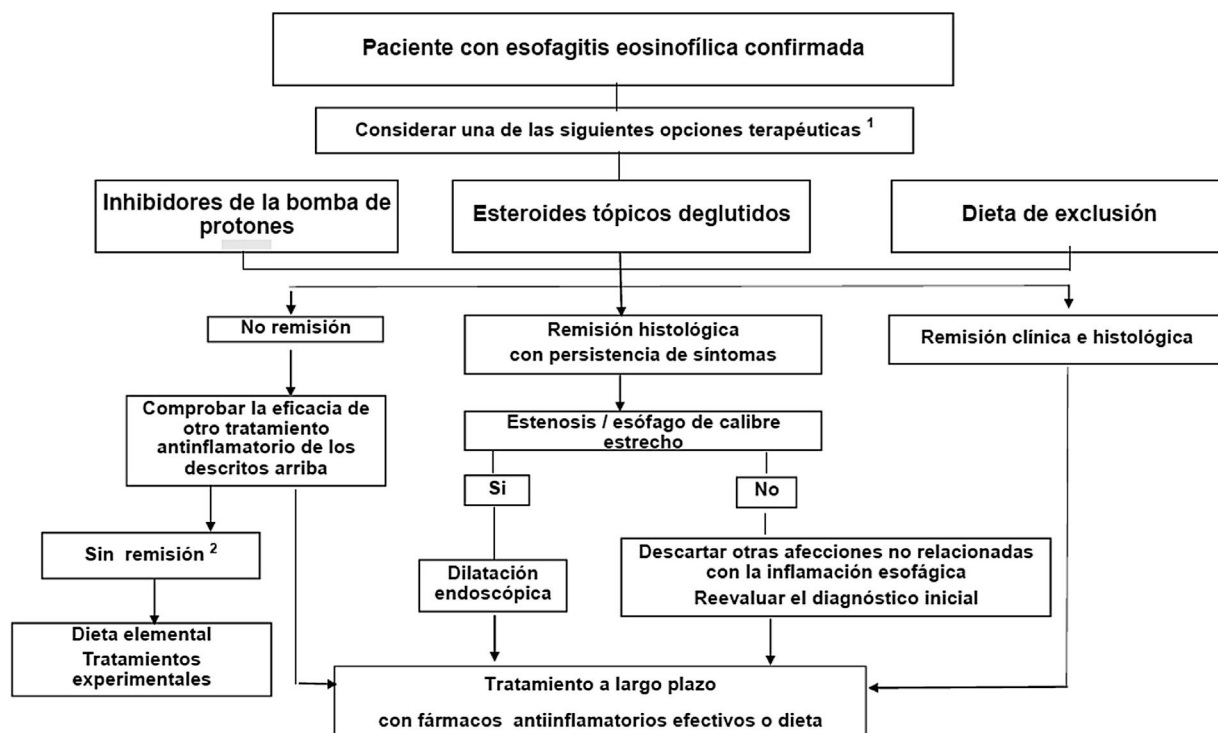 Paciente con esofagitis eosinofílica confirmada
Considerar una de las siguientes opciones terapéuticas ¹
Inhibidores de la bomba de
protones
Esteroides tópicos deglutidos
Dieta de exclusión
No remisión
Remisión histológica
con persistencia de síntomas
Remisión clínica e histológica
Comprobar la eficacia de
otro tratamiento
antinflamatorio de los
descritos arriba
Estenosis / esófago de calibre
estrecho
Si
No
Sin remisión ²
Dilatación
endoscópica
Descartar otras afecciones no relacionadas
con la inflamación esofágica
Reevaluar el diagnóstico inicial
Dieta elemental
Tratamientos
experimentales
Tratamiento a largo plazo
con fármacos antiinflamatorios efectivos o dieta